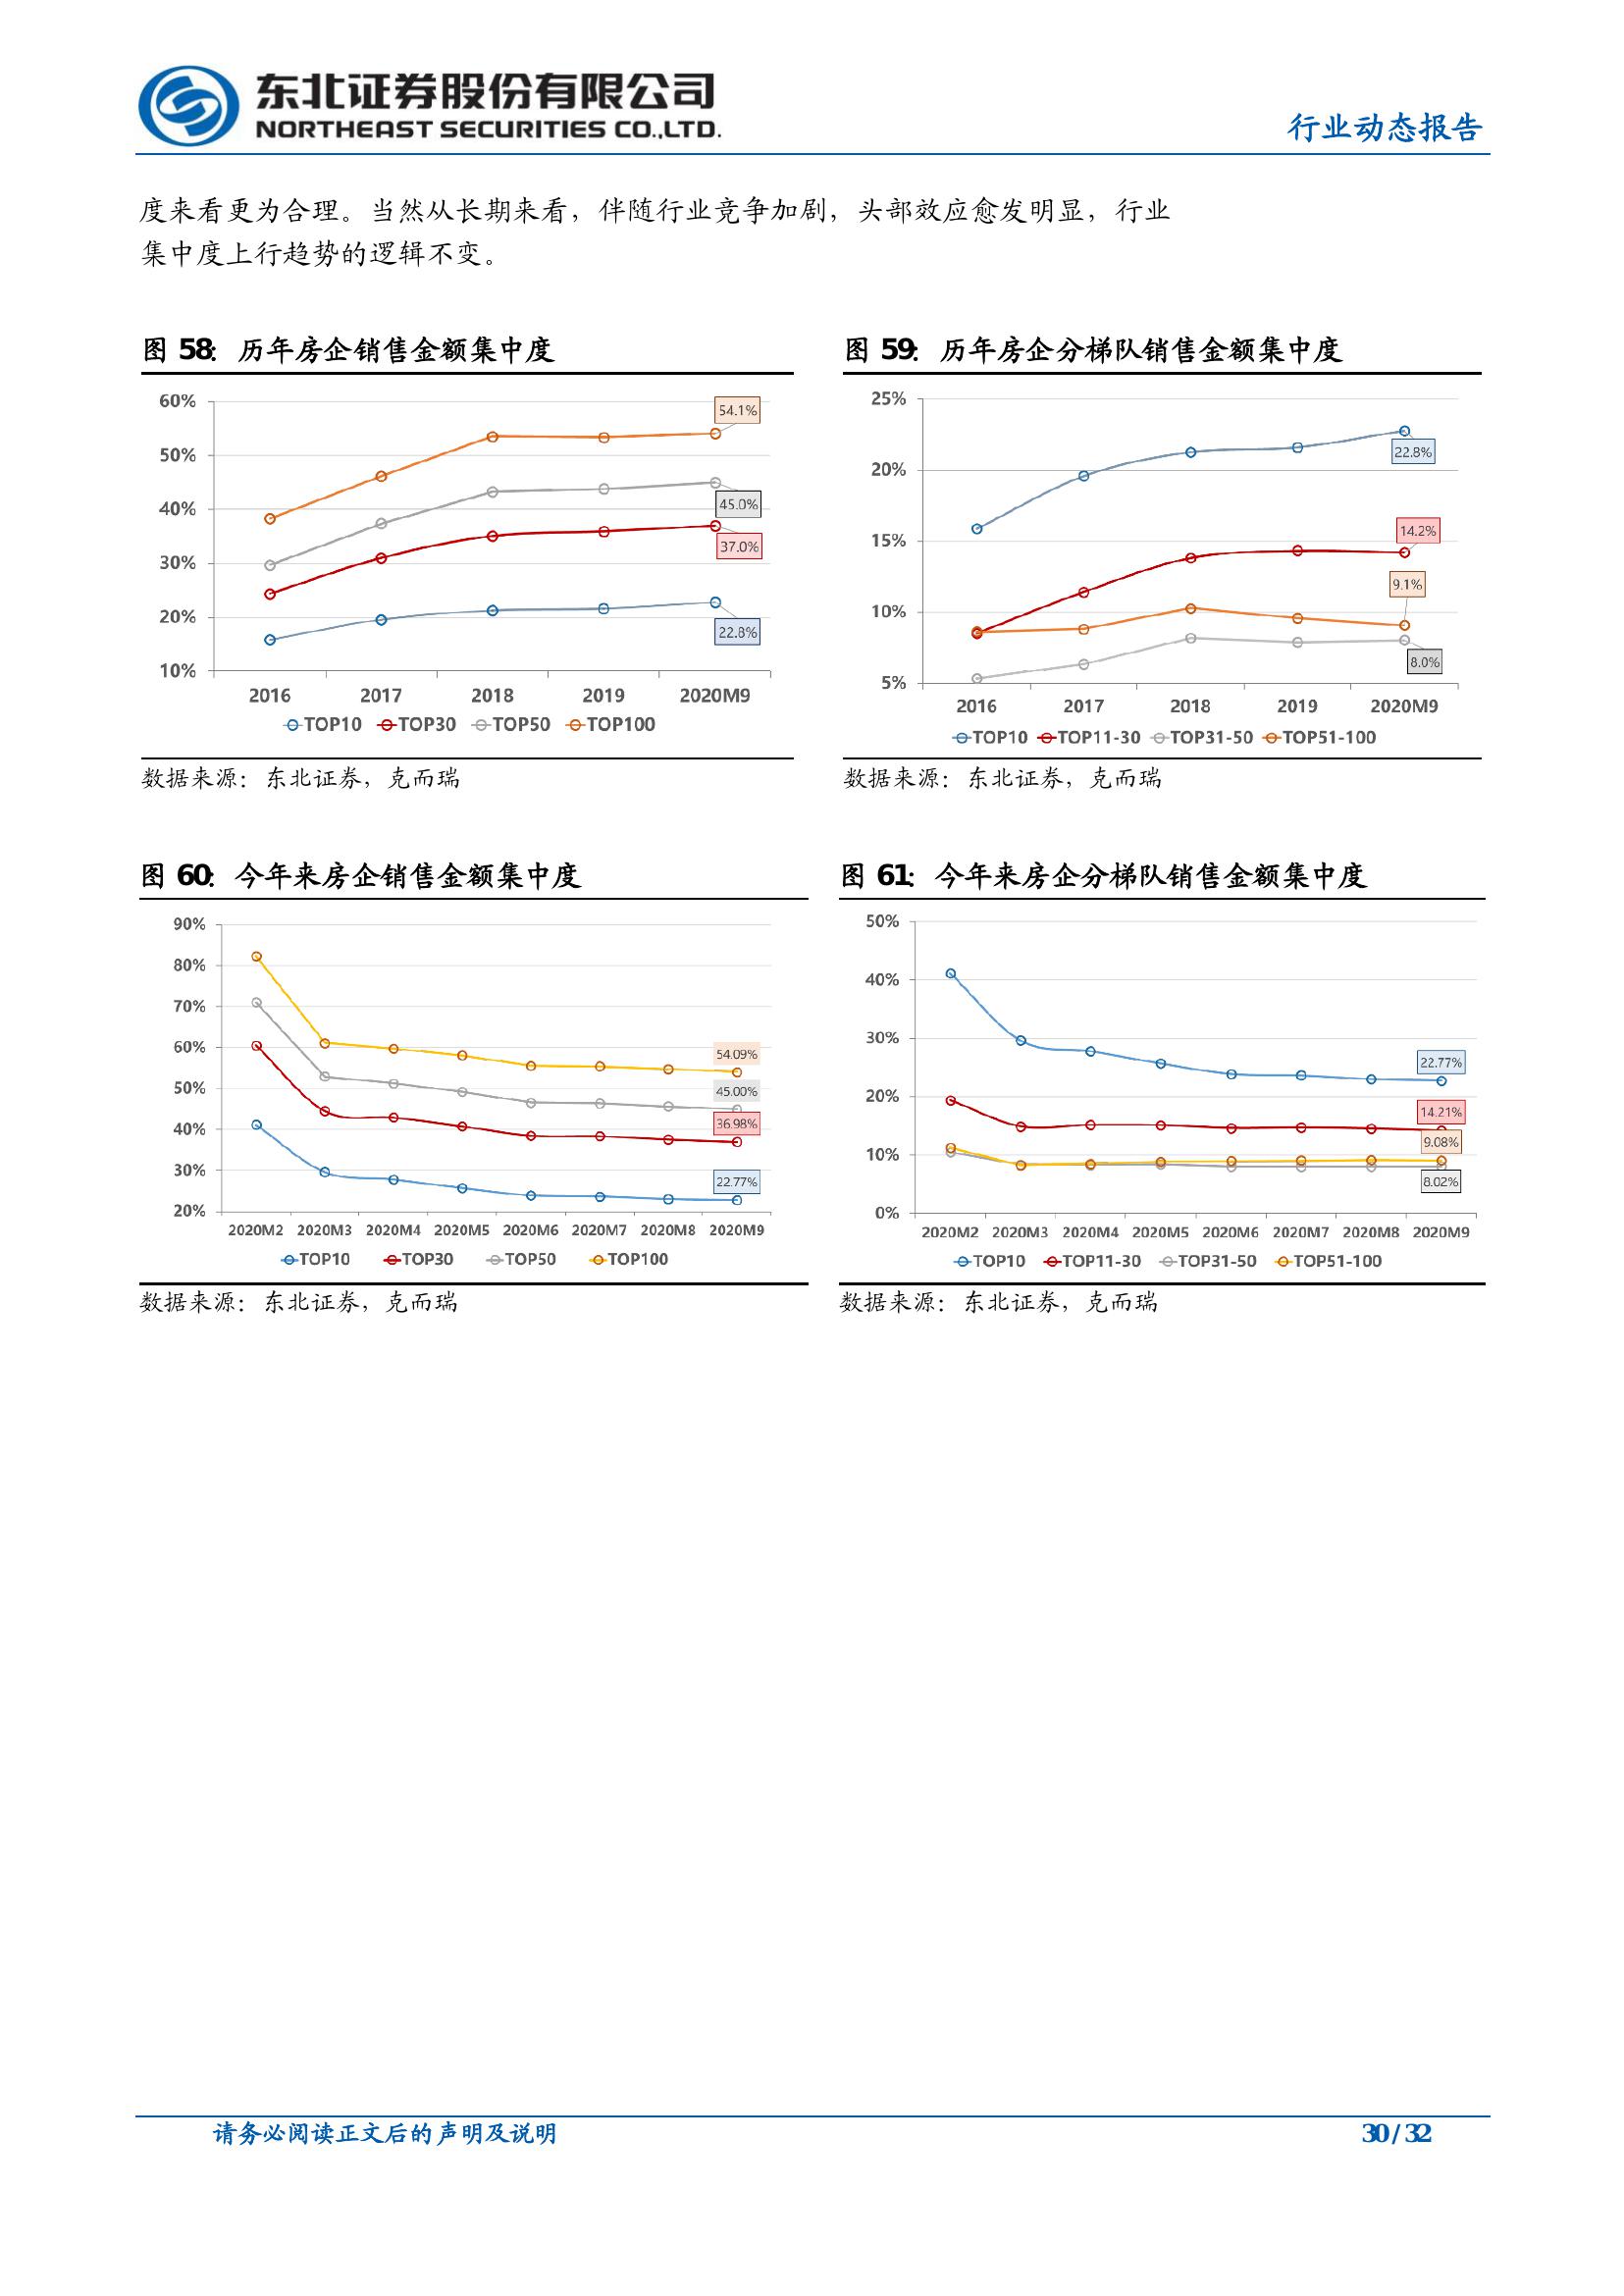 东北证券股份有限公司
NORTHEAST SECURITIES CO.,LTD.
行业动态报告
度来看更为合理。当然从长期来看，伴随行业竞争加剧，头部效应愈发明显，行业
集中度上行趋势的逻辑不变。
图 58：历年房企销售金额集中度
60%
50%
40%
30%
20%
10%
54.1%
45.0%
37.0%
22.8%
2016 2017 2018 2019 2020M9
TOP10 TOP30 TOP50 TOP100
数据来源：东北证券，克而瑞
图 59：历年房企分梯队销售金额集中度
25%
20%
15%
10%
5%
22.8%
14.2%
9.1%
8.0%
2016 2017 2018 2019 2020M9
TOP10 TOP11-30 TOP31-50 TOP51-100
数据来源：东北证券，克而瑞
图 60：今年来房企销售金额集中度
90%
80%
70%
60%
50%
40%
30%
20%
54.09%
45.00%
36.98%
22.77%
2020M2 2020M3 2020M4 2020M5 2020M6 2020M7 2020M8 2020M9
TOP10 TOP30 TOP50 TOP100
数据来源：东北证券，克而瑞
图 61：今年来房企分梯队销售金额集中度
50%
40%
30%
20%
10%
0%
22.77%
14.21%
9.08%
8.02%
2020M2 2020M3 2020M4 2020M5 2020M6 2020M7 2020M8 2020M9
TOP10 TOP11-30 TOP31-50 TOP51-100
数据来源：东北证券，克而瑞
请务必阅读正文后的声明及说明
30 / 32